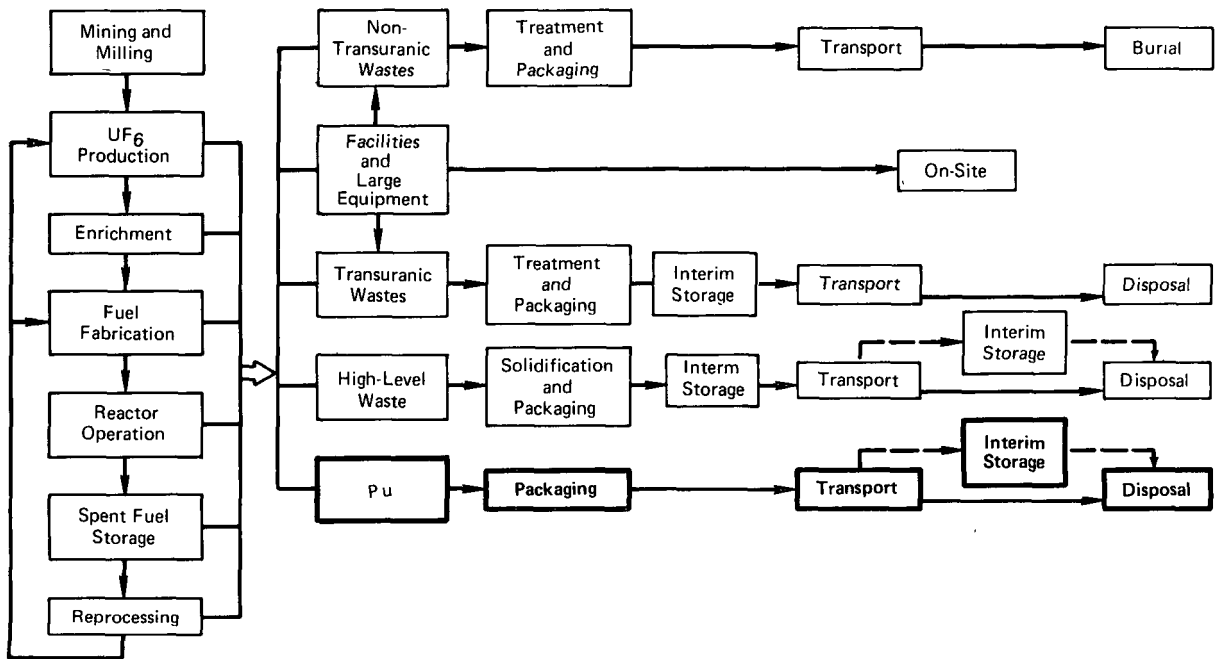 Mining and
Milling
UF6
Production
Enrichment
Fuel
Fabrication
Reactor
Operation
Spent Fuel
Storage
Reprocessing
Non-
Transuranic
Wastes
Treatment
and
Packaging
Transport
Burial
Facilities
and
Large
Equipment
On-Site
Transuranic
Wastes
Treatment
and
Packaging
Interim
Storage
Transport
Disposal
High-Level
Waste
Solidification
and
Packaging
Interm
Storage
Transport
Interim
Storage
Disposal
Pu
Packaging
Transport
Interim
Storage
Disposal